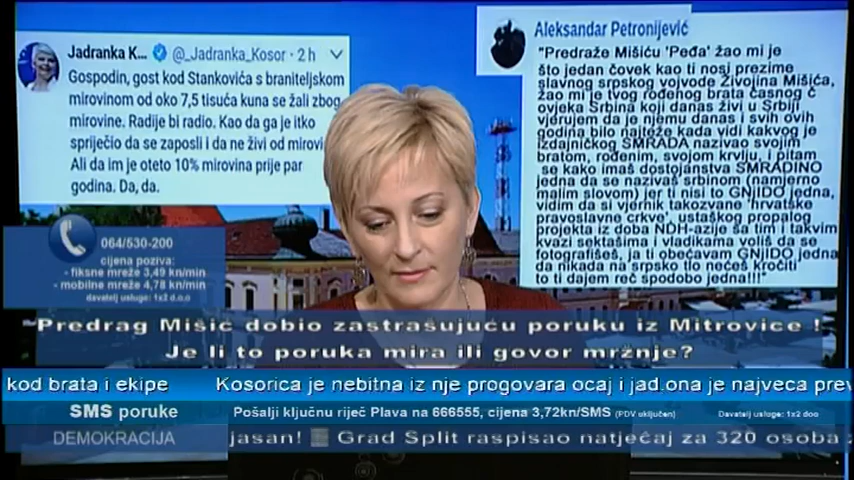 Jadranka K... @_Jadranka_Kosor · 2 h
Gospodin, gost kod Stankovića s braniteljskom
mirovinom od oko 7,5 tisuća kuna se žali zbog
mirovine. Radije bi radio. Kao da ga je itko
spriječio da se zaposli i da ne živi od mirovi
Ali da im je oteto 10% mirovina prije par
godina. Da, da.
Aleksandar Petronijević
"Predraže Mišiću 'Peđa' žao mi je
što jedan čovek kao ti nosi prezime
slavnog srpskog vojvode Živojina Mišića,
žao mi je tvog rođenog brata časnog č
ovjeka Srbina koji danas živi u Srbiji
vjerujem da je njemu danas i svih ovih
godina bilo najteže kada vidi kakvog je
izdajničkog SMRADA nazivao svojim
bratom, rođenim, svojom krvlju, i pitam
se kako imaš dostojanstva SMRADINO
jedna da se nazivaš srbinom (namjerno
malim slovom) jer ti nisi to GNjIDO jedna,
vidim da si vjernik takozvane 'hrvatske
pravoslavne crkve', ustaškog propalog
projekta iz doba NDH-azije sa tim i takvim
kvazi sektašima i vladikama voliš da se
fotografišeš, ja ti obećavam GNjIDO jedna
da nikada na srpsko tlo nećeš kročiti
to ti dajem reč spodobo jedna!!!"
064/530-200
cijena poziva:
- fiksne mreže 3,49 kn/min
- mobilne mreže 4,78 kn/min
davatelj usluge: 1x2 d.o.o
Predrag Mišić dobio zastrašujuću poruku iz Mitrovice !
Je li to poruka mira ili govor mržnje?
kod brata i ekipe Kosorica je nebitna iz nje progovara ocaj i jad.ona je najveca prev
SMS poruke Pošalji ključnu riječ Plava na 666555, cijena 3,72kn/SMS (PDV uključen) Davatelj usluge: 1x2 doo
DEMOKRACIJA jasan! Grad Split raspisao natječaj za 320 osoba z